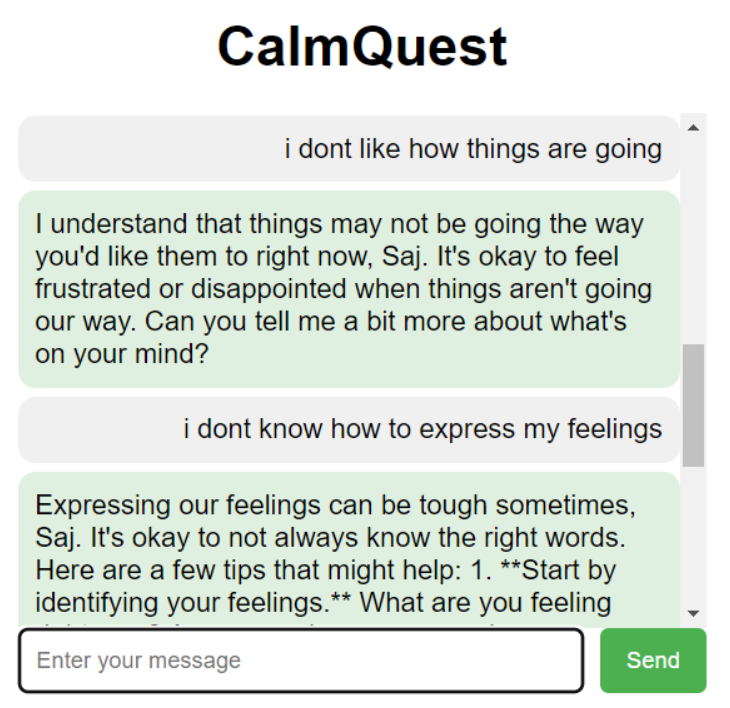 CalmQuest
i dont like how things are going
I understand that things may not be going the way
you'd like them to right now, Saj. It's okay to feel
frustrated or disappointed when things aren't going
our way. Can you tell me a bit more about what's
on your mind?
i dont know how to express my feelings
Expressing our feelings can be tough sometimes,
Saj. It's okay to not always know the right words.
Here are a few tips that might help: 1. **Start by
identifying your feelings.** What are you feeling
Enter your message
Send